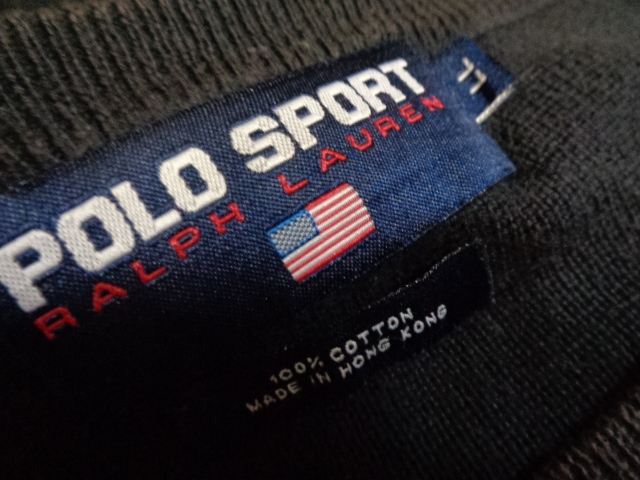 POLO SPORT
RALPH LAUREN
100% COTTON
MADE IN HONG KONG